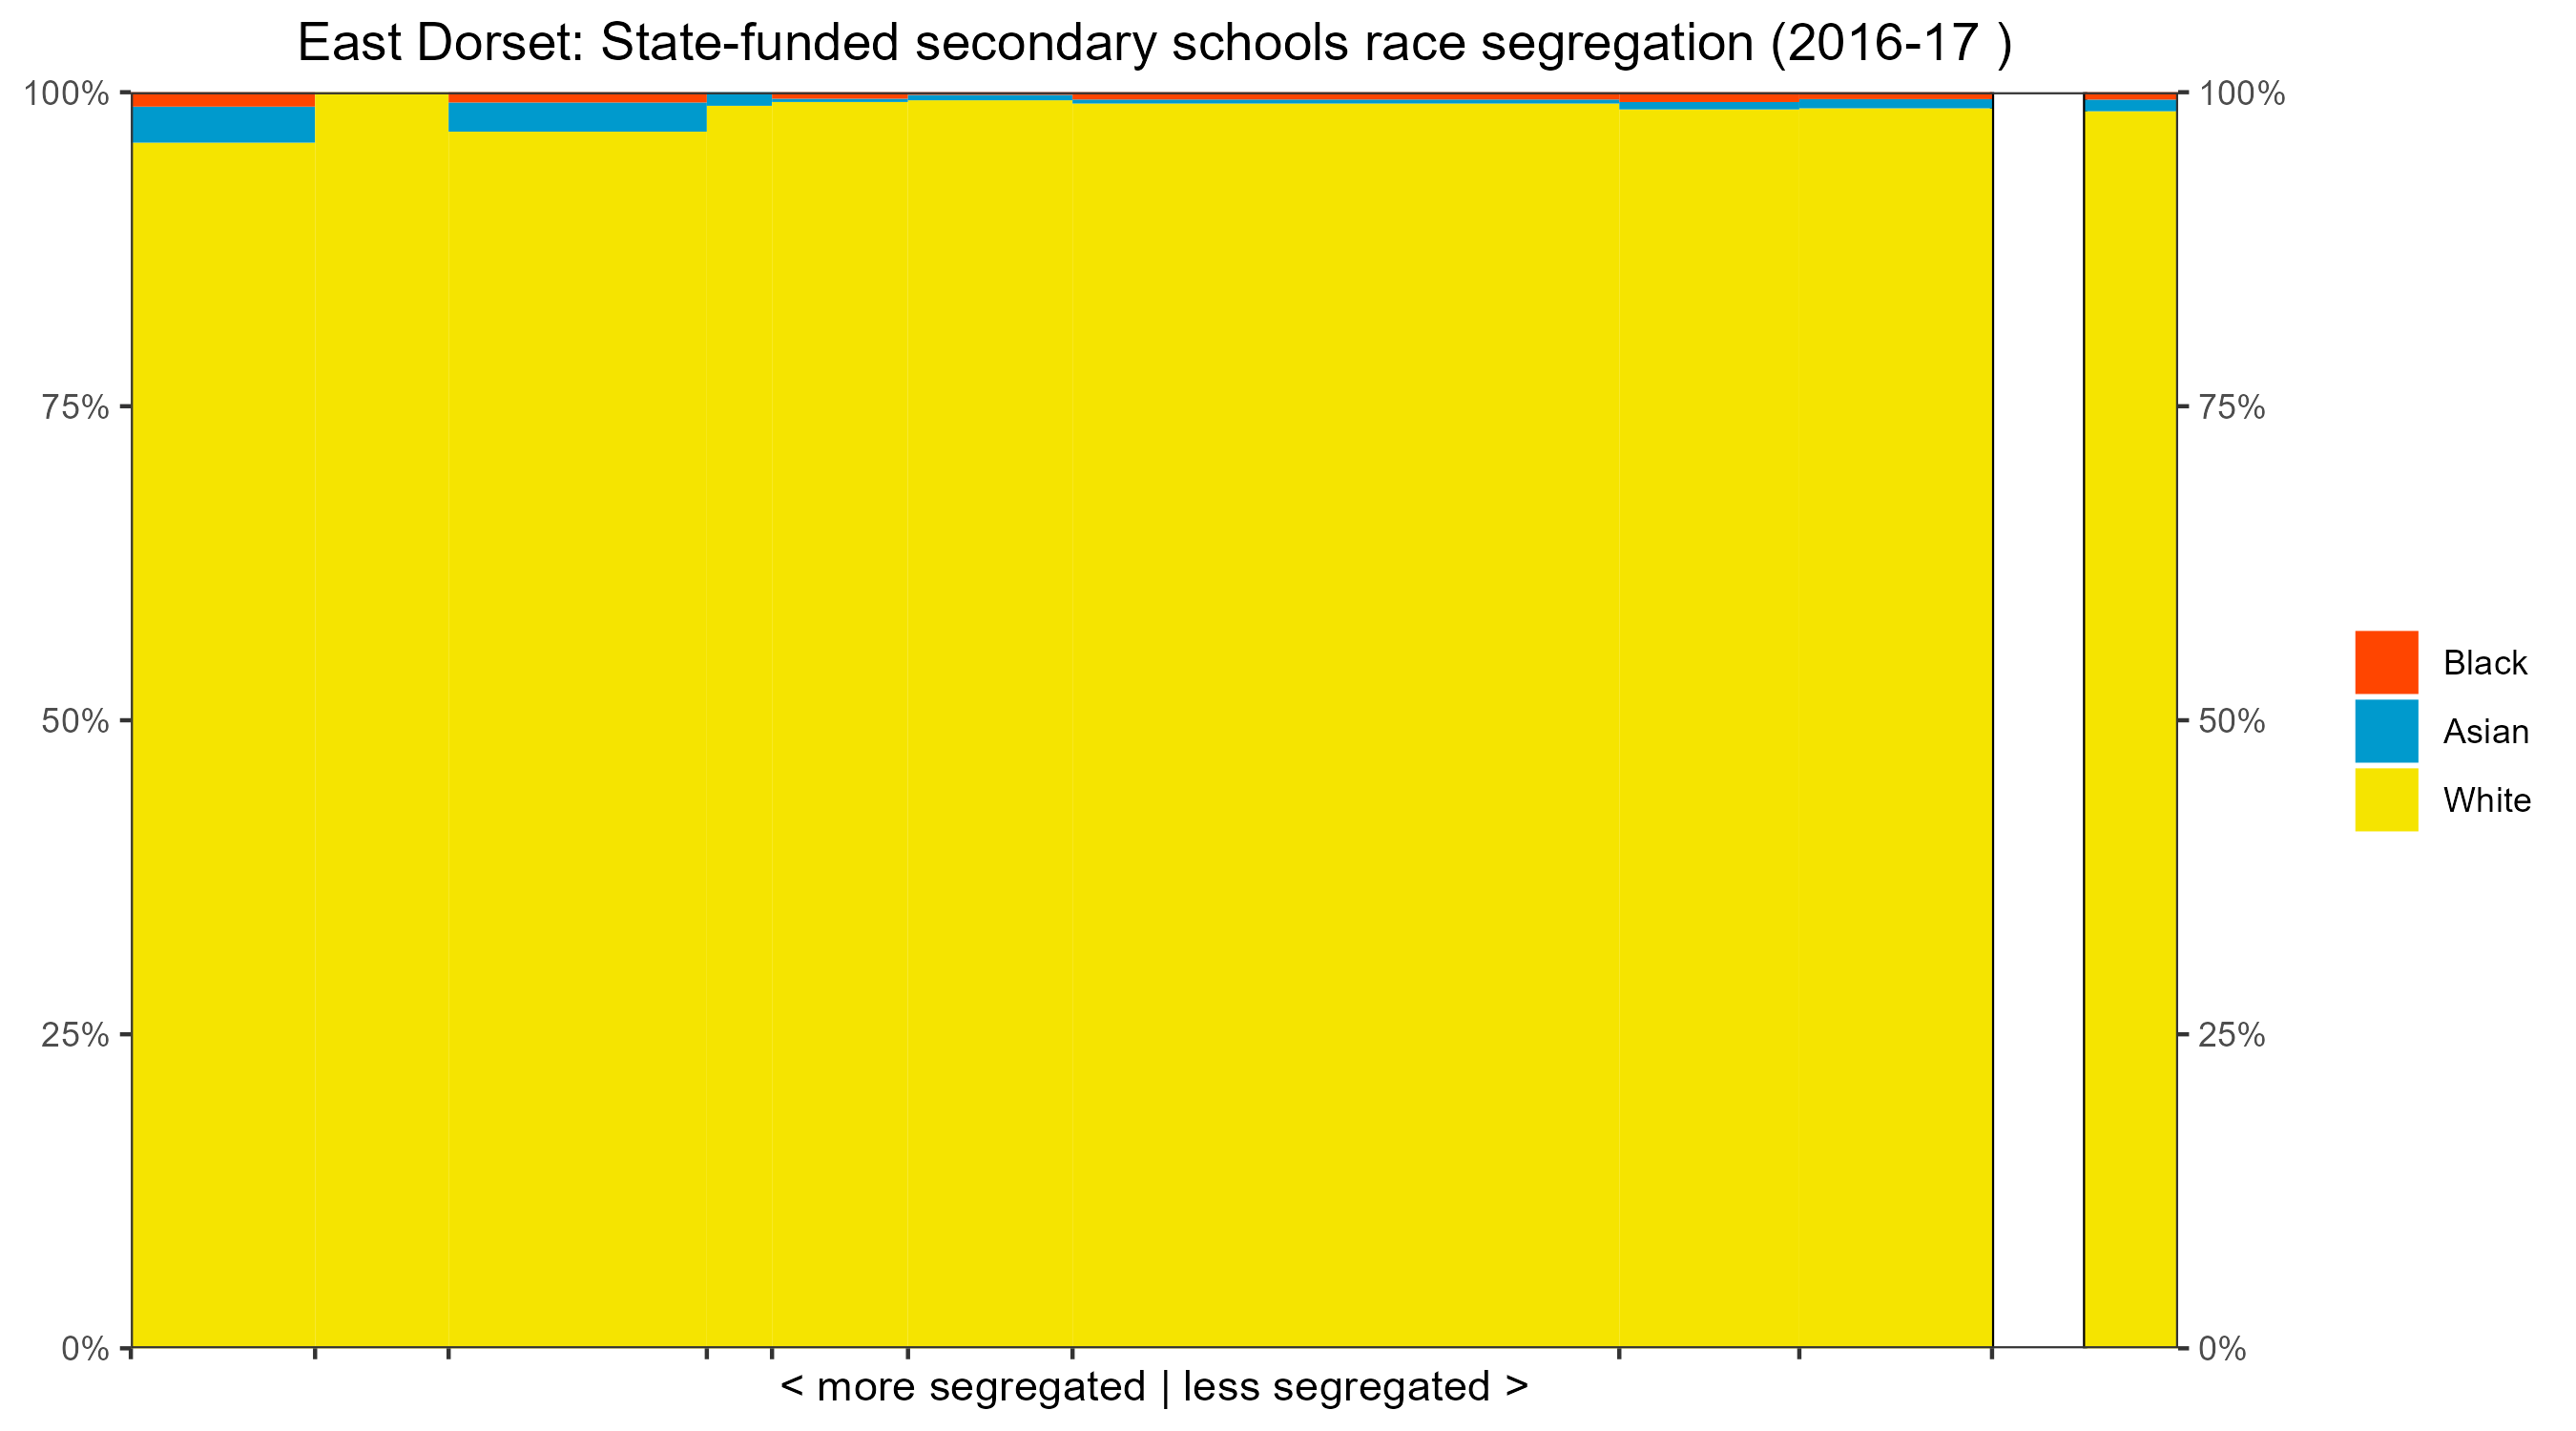 East Dorset: State-funded secondary schools race segregation (2016-17 )
100%
75%
50%
25%
0%
100%
75%
50%
25%
0%
Black
Asian
White
< more segregated | less segregated >